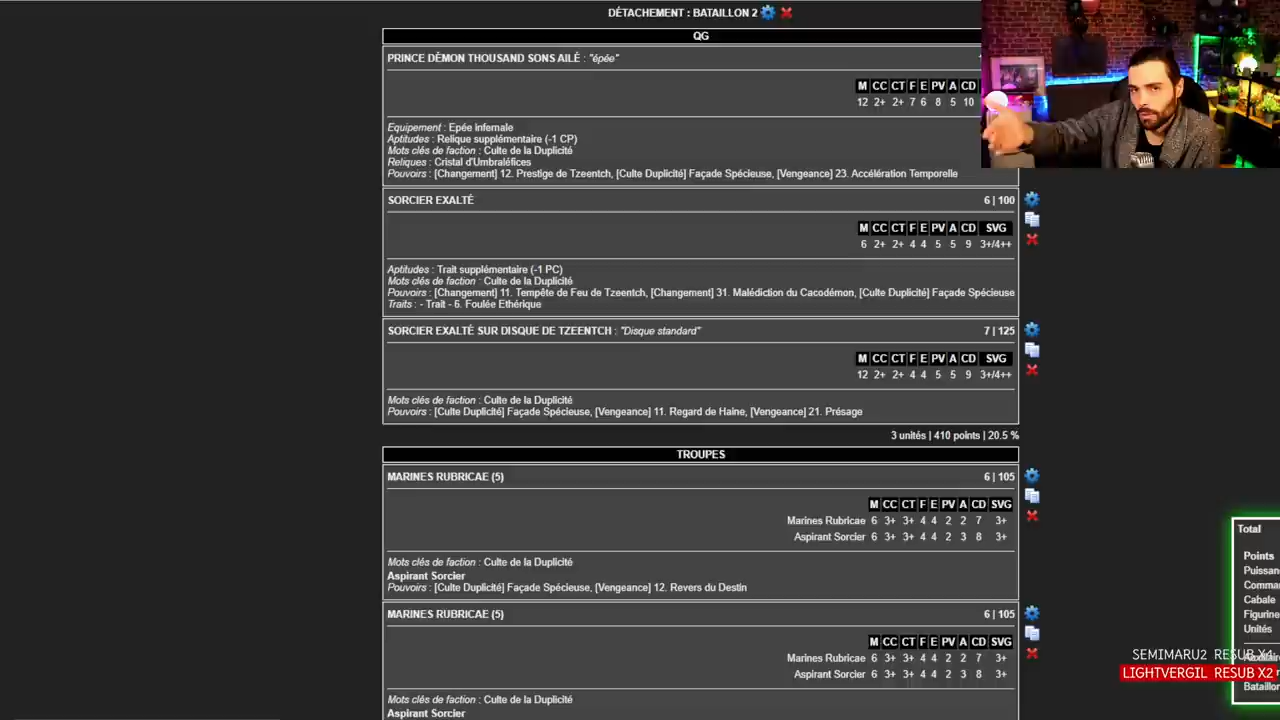 DÉTACHEMENT : BATAILLON 2
QG
PRINCE DÉMON THOUSAND SONS AILÉ : "épée"
M CC CT F E PV A CD
12 2+ 2+ 7 6 8 5 10
Equipement : Epée infernale
Aptitudes : Relique supplémentaire (-1 CP)
Mots clés de faction : Culte de la Duplicité
Reliques : Cristal d'Umbraléfices
Pouvoirs : [Changement] 12. Prestige de Tzeentch, [Culte Duplicité] Façade Spécieuse, [Vengeance] 23. Accélération Temporelle
SORCIER EXALTÉ 6 | 100
M CC CT F E PV A CD SVG
6 2+ 2+ 4 4 5 5 9 3+/4++
Aptitudes : Trait supplémentaire (-1 PC)
Mots clés de faction : Culte de la Duplicité
Pouvoirs : [Changement] 11. Tempête de Feu de Tzeentch, [Changement] 31. Malédiction du Cacodémon, [Culte Duplicité] Façade Spécieuse
Traits : - Trait - 6. Foulée Ethérique
SORCIER EXALTÉ SUR DISQUE DE TZEENTCH : "Disque standard" 7 | 125
M CC CT F E PV A CD SVG
12 2+ 2+ 4 4 5 5 9 3+/4++
Mots clés de faction : Culte de la Duplicité
Pouvoirs : [Culte Duplicité] Façade Spécieuse, [Vengeance] 11. Regard de Haine, [Vengeance] 21. Présage
3 unités | 410 points | 20.5 %
TROUPES
MARINES RUBRICAE (5) 6 | 105
M CC CT F E PV A CD SVG
Marines Rubricae 6 3+ 3+ 4 4 2 2 7 3+
Aspirant Sorcier 6 3+ 3+ 4 4 2 3 8 3+
Mots clés de faction : Culte de la Duplicité
Aspirant Sorcier
Pouvoirs : [Culte Duplicité] Façade Spécieuse, [Vengeance] 12. Revers du Destin
MARINES RUBRICAE (5) 6 | 105
M CC CT F E PV A CD SVG
Marines Rubricae 6 3+ 3+ 4 4 2 2 7 3+
Aspirant Sorcier 6 3+ 3+ 4 4 2 3 8 3+
Mots clés de faction : Culte de la Duplicité
Aspirant Sorcier
Total
Points
Puissan
Comma
Cabale
Figurine
Unités
SEMIMARU2 RESUB X4
LIGHTVERGIL RESUB X2
Bataillo